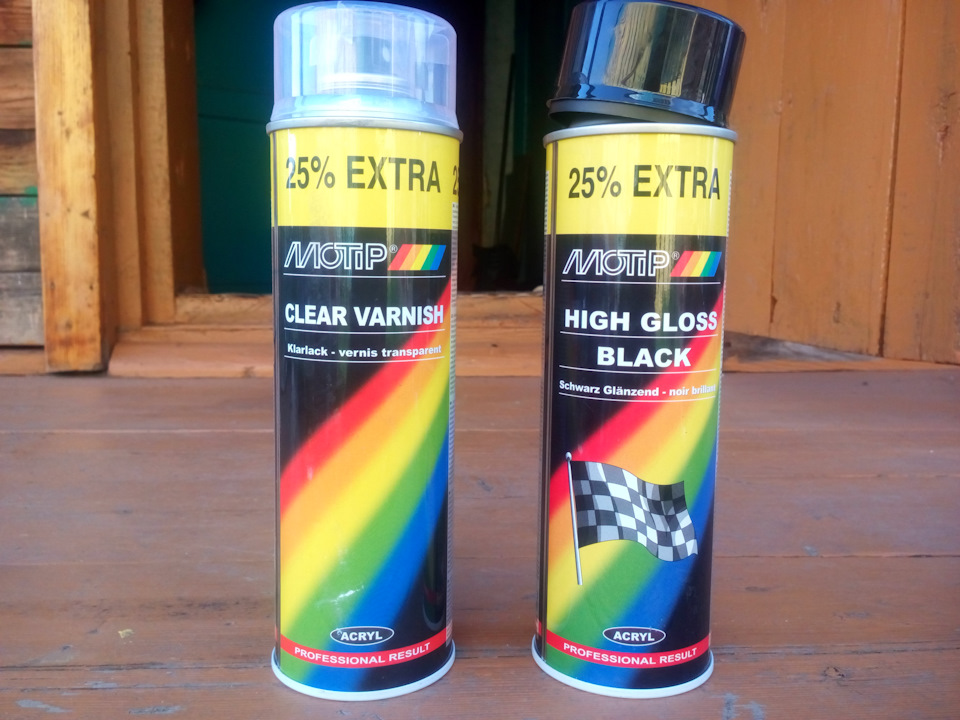 25% EXTRA
MOTIP®
CLEAR VARNISH
Klarlack - vernis transparent
ACRYL
PROFESSIONAL RESULT
25% EXTRA
MOTIP®
HIGH GLOSS
BLACK
Schwarz Glänzend - noir brillant
ACRYL
PROFESSIONAL RESULT